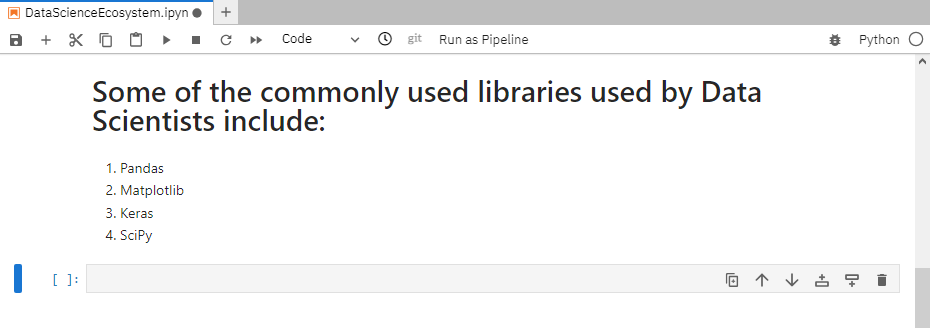 DataScienceEcosystem.ipyn
Code git Run as Pipeline Python
Some of the commonly used libraries used by Data
Scientists include:
1. Pandas
2. Matplotlib
3. Keras
4. SciPy
[ ]: